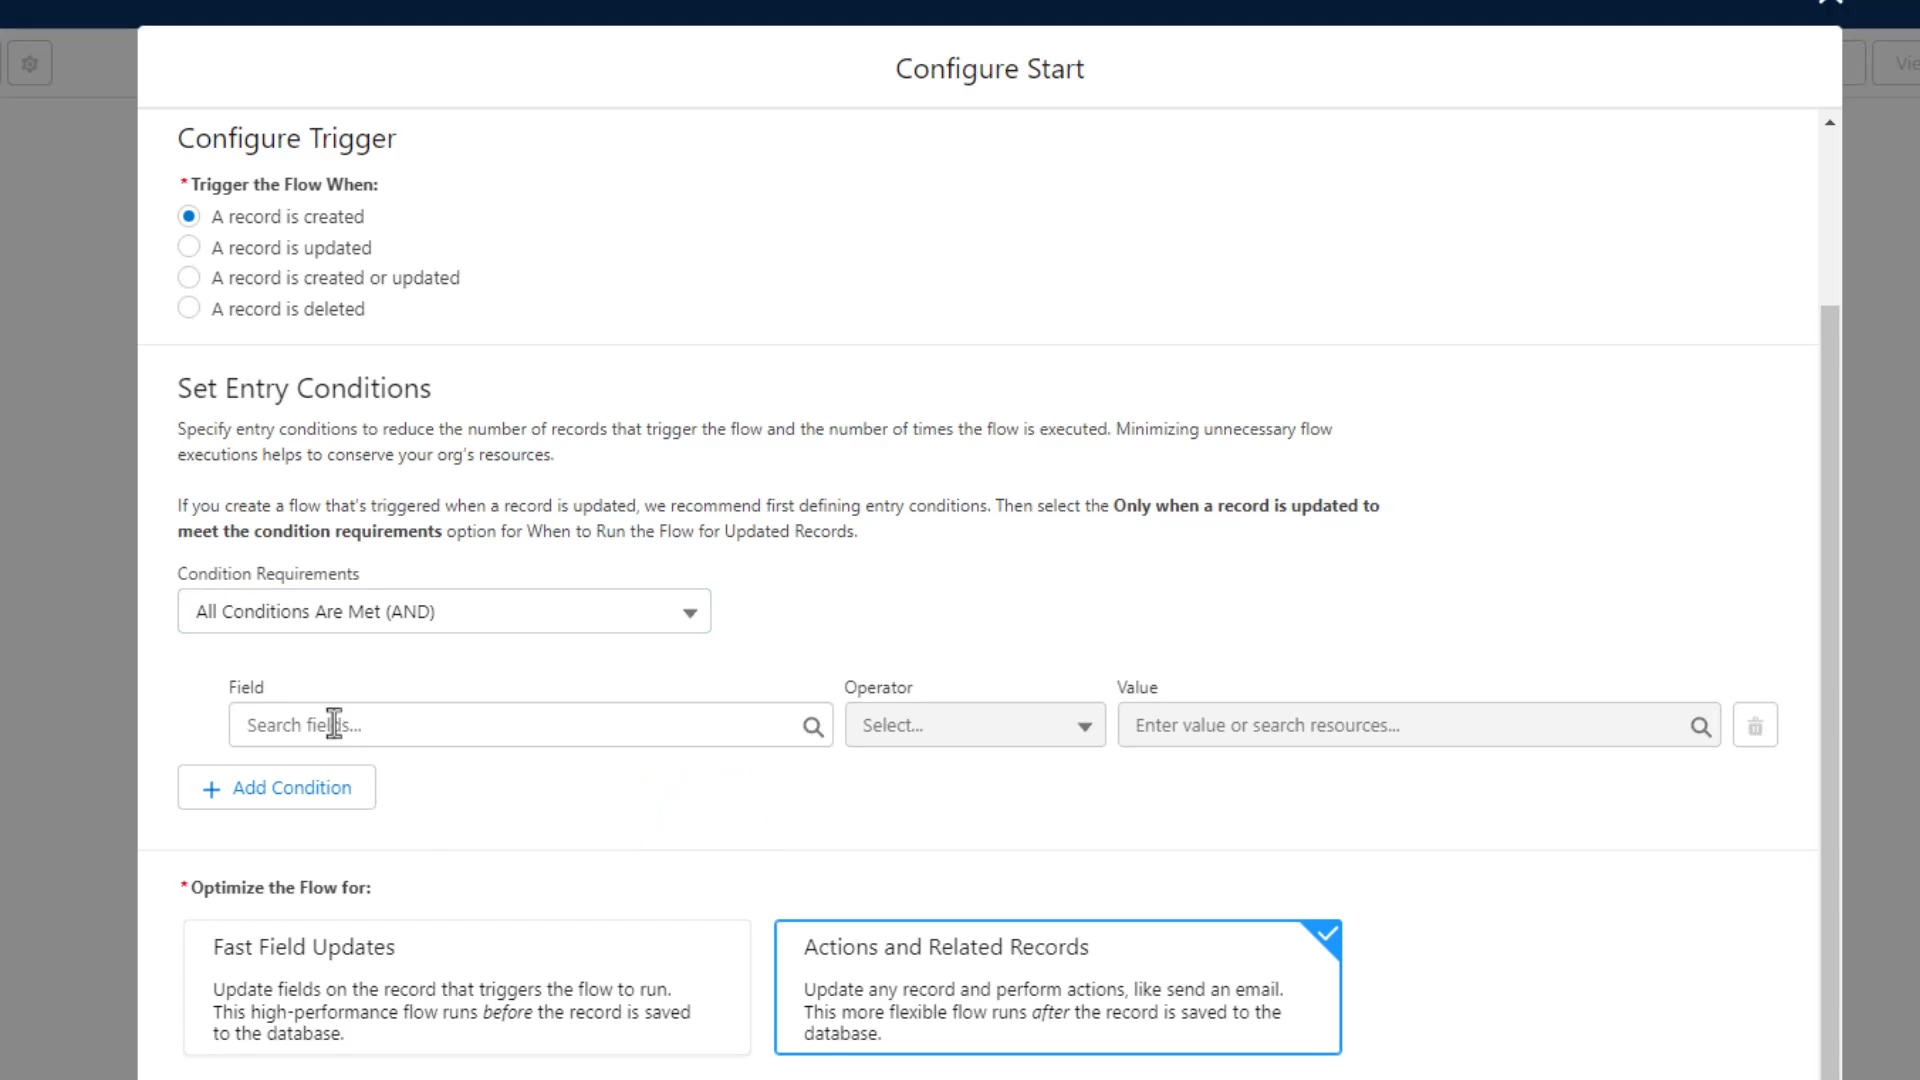 Vie
Configure Start
Configure Trigger
* Trigger the Flow When:
A record is created
A record is updated
A record is created or updated
A record is deleted
Set Entry Conditions
Specify entry conditions to reduce the number of records that trigger the flow and the number of times the flow is executed. Minimizing unnecessary flow
executions helps to conserve your org's resources.
If you create a flow that's triggered when a record is updated, we recommend first defining entry conditions. Then select the Only when a record is updated to
meet the condition requirements option for When to Run the Flow for Updated Records.
Condition Requirements
All Conditions Are Met (AND)
Field Operator Value
Search fields... Select... Enter value or search resources...
+ Add Condition
* Optimize the Flow for:
Fast Field Updates
Update fields on the record that triggers the flow to run.
This high-performance flow runs before the record is saved
to the database.
Actions and Related Records
Update any record and perform actions, like send an email.
This more flexible flow runs after the record is saved to the
database.